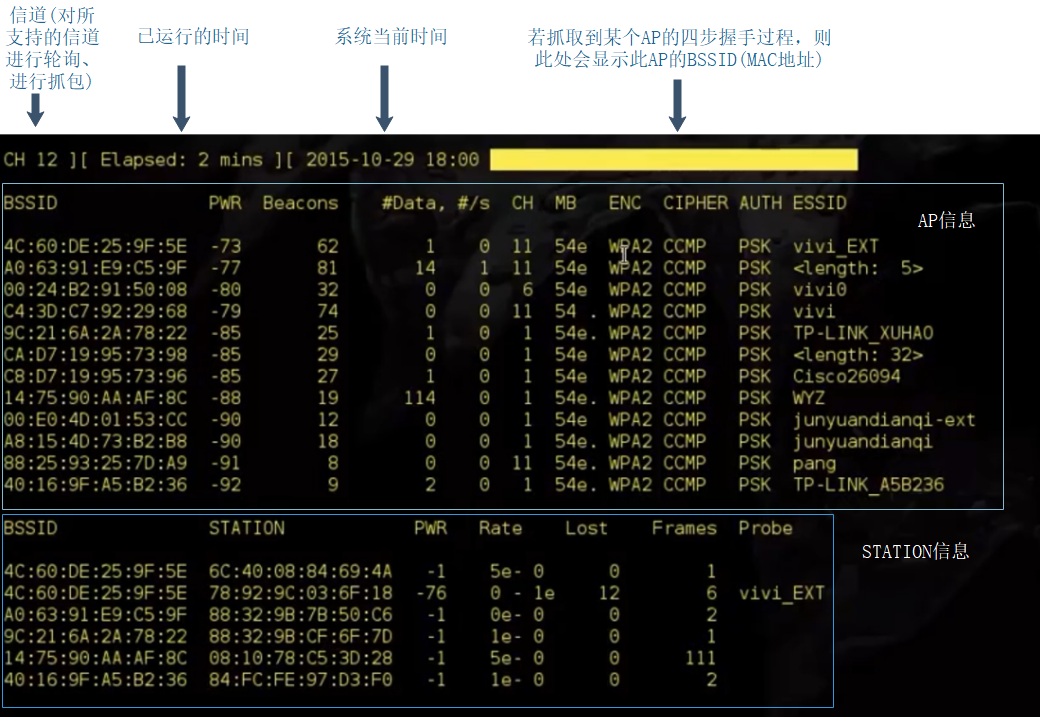 信道(对所
支持的信道
进行轮询、
进行抓包)
已运行的时间
系统当前时间
若抓取到某个AP的四步握手过程，则
此处会显示此AP的BSSID(MAC地址)
CH 12 ][ Elapsed: 2 mins ][ 2015-10-29 18:00
BSSID PWR Beacons #Data, #/s CH MB ENC CIPHER AUTH ESSID
AP信息
4C:60:DE:25:9F:5E -73 62 1 0 11 54e WPA2 CCMP PSK vivi_EXT
A0:63:91:E9:C5:9F -77 81 14 1 11 54e WPA2 CCMP PSK <length: 5>
00:24:B2:91:50:08 -80 32 0 0 6 54e WPA2 CCMP PSK vivi0
C4:3D:C7:92:29:68 -79 74 0 0 11 54 . WPA2 CCMP PSK vivi
9C:21:6A:2A:78:22 -85 25 1 0 1 54e. WPA2 CCMP PSK TP-LINK_XUHAO
CA:D7:19:95:73:98 -85 29 0 0 1 54e WPA2 CCMP PSK <length: 32>
C8:D7:19:95:73:96 -85 27 1 0 1 54e WPA2 CCMP PSK Cisco26094
14:75:90:AA:AF:8C -88 19 114 0 1 54e. WPA2 CCMP PSK WYZ
00:E0:4D:01:53:CC -90 12 0 0 1 54e WPA2 CCMP PSK junyuandianqi-ext
A8:15:4D:73:B2:B8 -90 18 0 0 1 54e. WPA2 CCMP PSK junyuandianqi
88:25:93:25:7D:A9 -91 8 0 0 11 54e. WPA2 CCMP PSK pang
40:16:9F:A5:B2:36 -92 9 2 0 1 54e. WPA2 CCMP PSK TP-LINK_A5B236
BSSID STATION PWR Rate Lost Frames Probe
STATION信息
4C:60:DE:25:9F:5E 6C:40:08:84:69:4A -1 5e- 0 0 1
4C:60:DE:25:9F:5E 78:92:9C:03:6F:18 -76 0 - 1e 12 6 vivi_EXT
A0:63:91:E9:C5:9F 88:32:9B:7B:50:C6 -1 0e- 0 0 2
9C:21:6A:2A:78:22 88:32:9B:CF:6F:7D -1 1e- 0 0 1
14:75:90:AA:AF:8C 08:10:78:C5:3D:28 -1 5e- 0 0 111
40:16:9F:A5:B2:36 84:FC:FE:97:D3:F0 -1 1e- 0 0 2